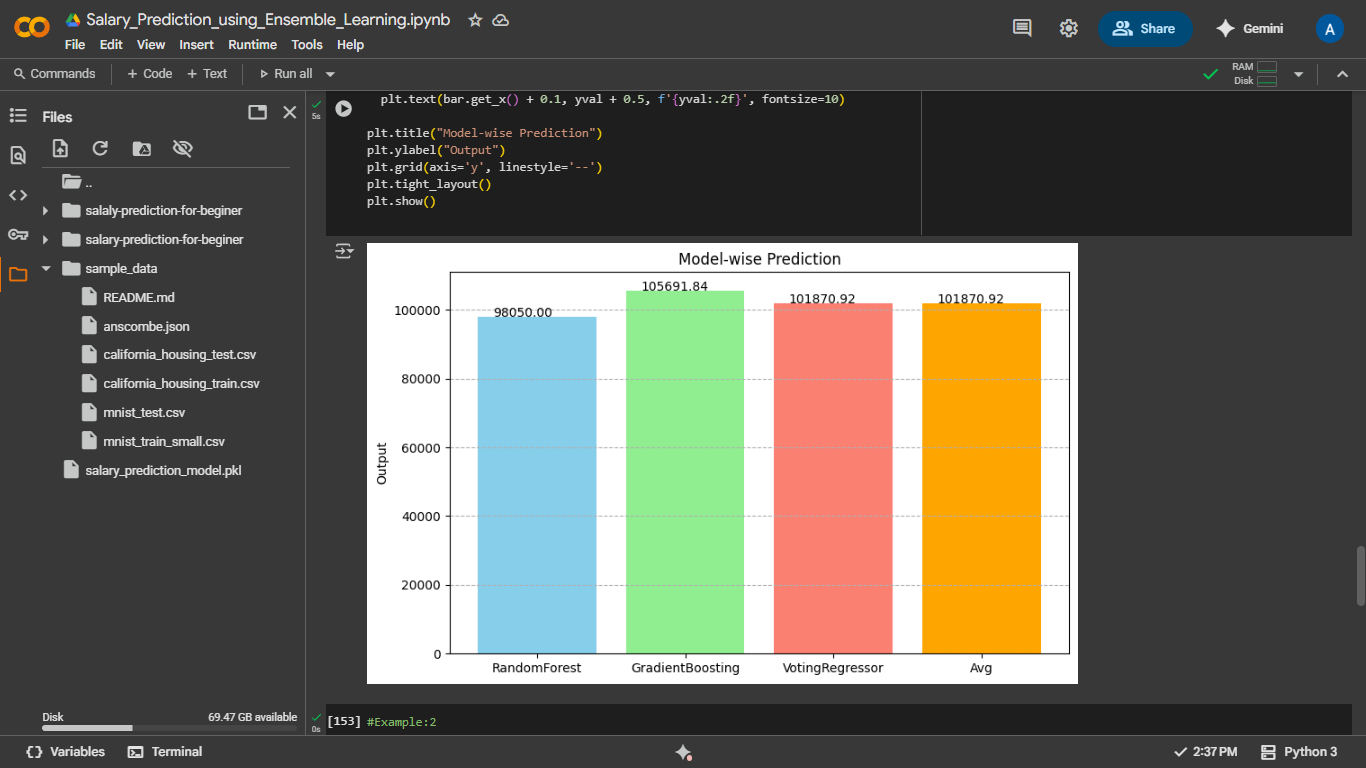 Salary_Prediction_using_Ensemble_Learning.ipynb
File Edit View Insert Runtime Tools Help
Share
Gemini
A
Commands + Code + Text Run all
RAM
Disk
Files
..
salaly-prediction-for-beginer
salary-prediction-for-beginer
sample_data
README.md
anscombe.json
california_housing_test.csv
california_housing_train.csv
mnist_test.csv
mnist_train_small.csv
salary_prediction_model.pkl
Disk 69.47 GB available
5s
plt.text(bar.get_x() + 0.1, yval + 0.5, f'{yval:.2f}', fontsize=10)
plt.title("Model-wise Prediction")
plt.ylabel("Output")
plt.grid(axis='y', linestyle='--')
plt.tight_layout()
plt.show()
Model-wise Prediction
98050.00
105691.84
101870.92
101870.92
100000
80000
60000
40000
20000
0
Output
RandomForest GradientBoosting VotingRegressor Avg
0s
[153] #Example:2
Variables Terminal
2:37 PM Python 3